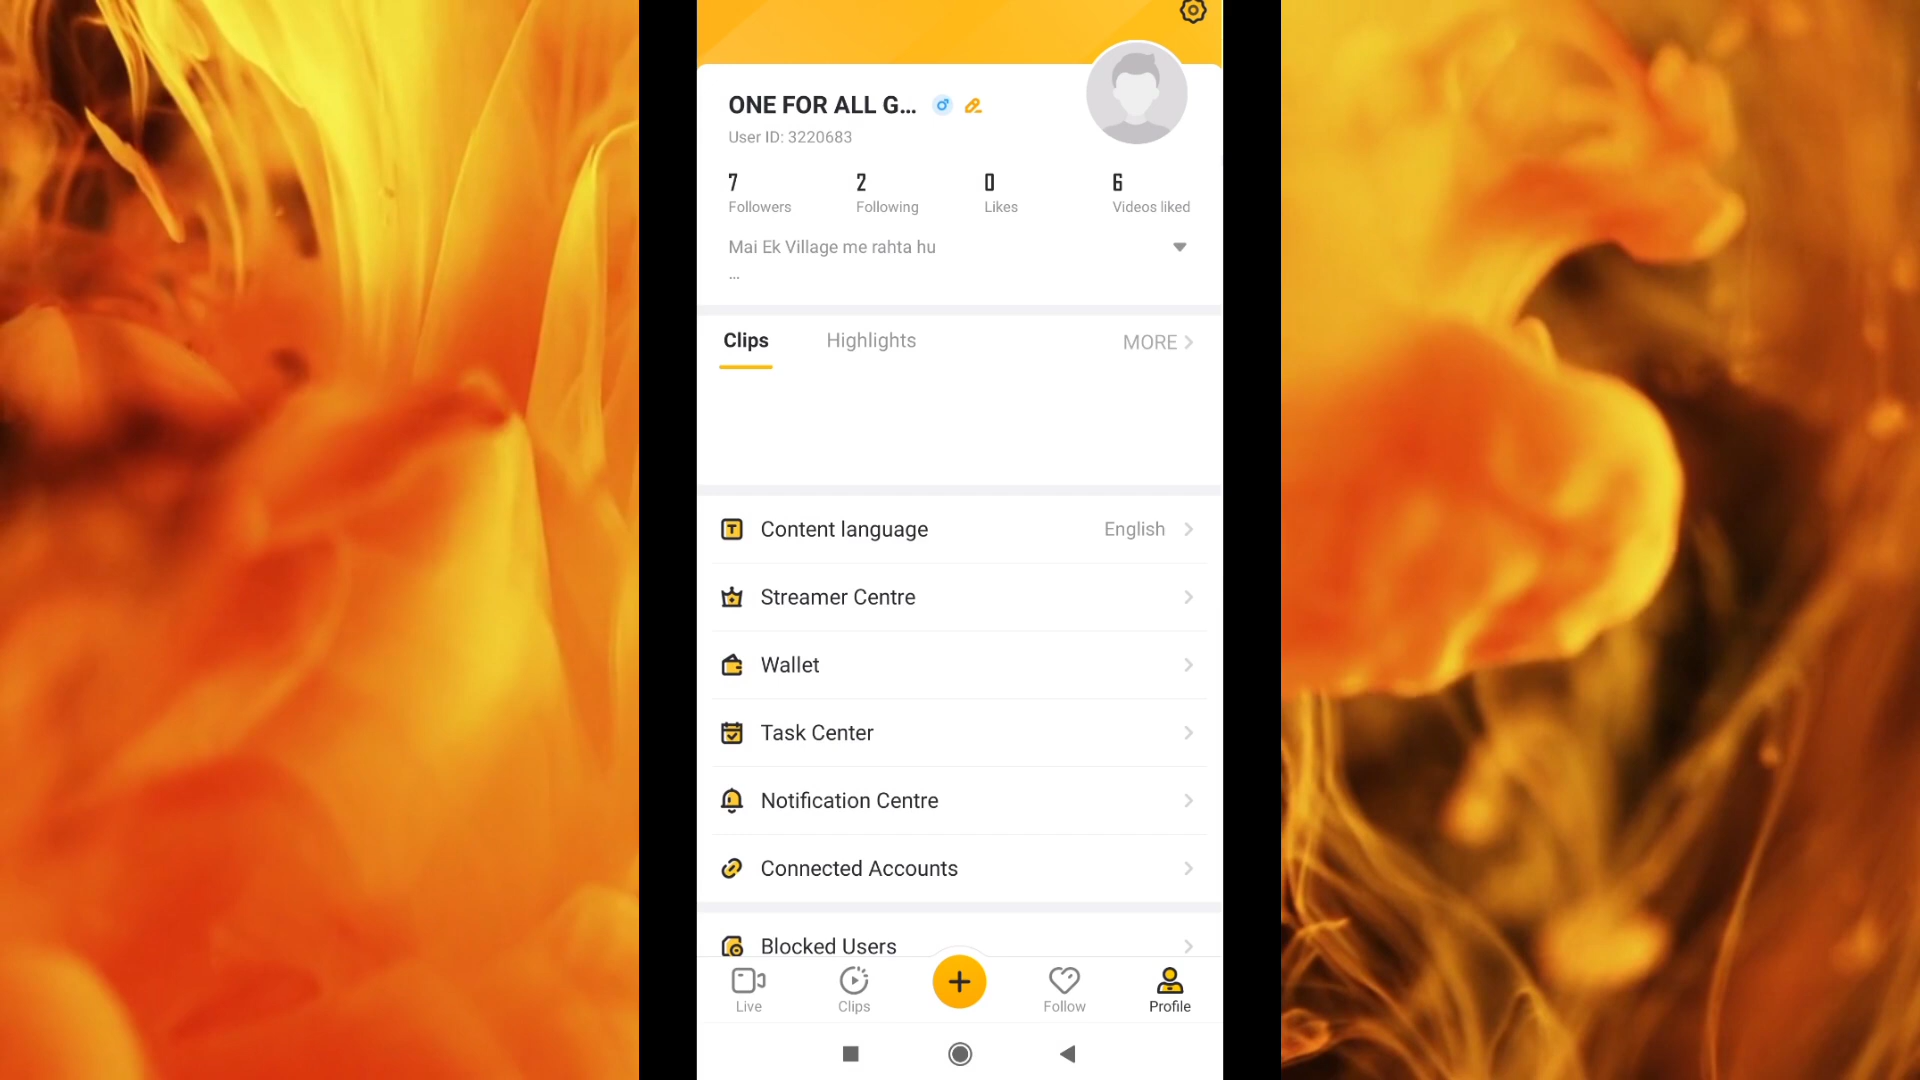 ONE FOR ALL G...
User ID: 3220683
7 2 0 6
Followers Following Likes Videos liked
Mai Ek Village me rahta hu
...
Clips Highlights MORE
Content language English
Streamer Centre
Wallet
Task Center
Notification Centre
Connected Accounts
Blocked Users
Live Clips Follow Profile